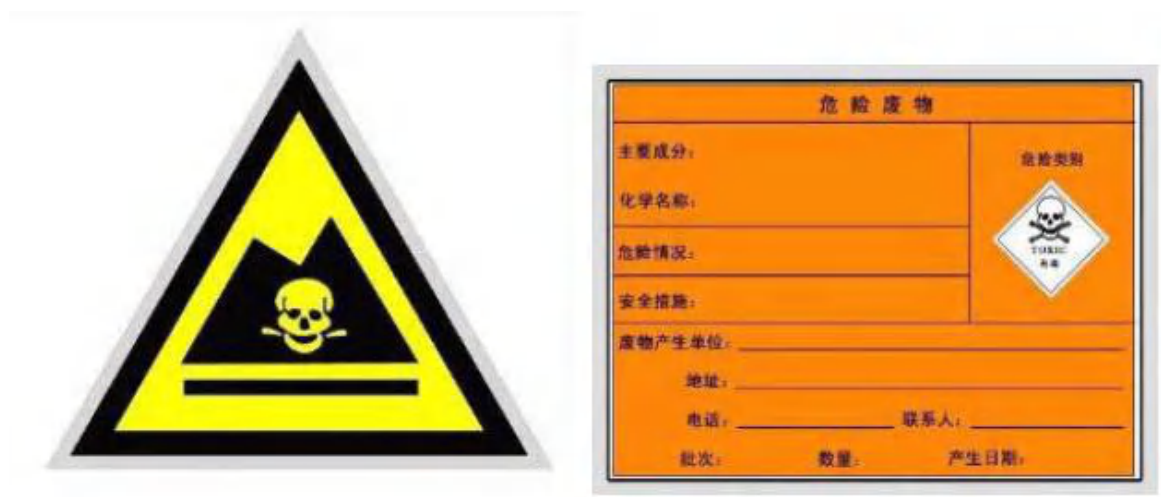 危险废物
主要成分：
危险类别
化学名称：
TOXIC
有毒
危险情况：
安全措施：
废物产生单位：
地址：
电话： 联系人：
批次： 数量： 产生日期：